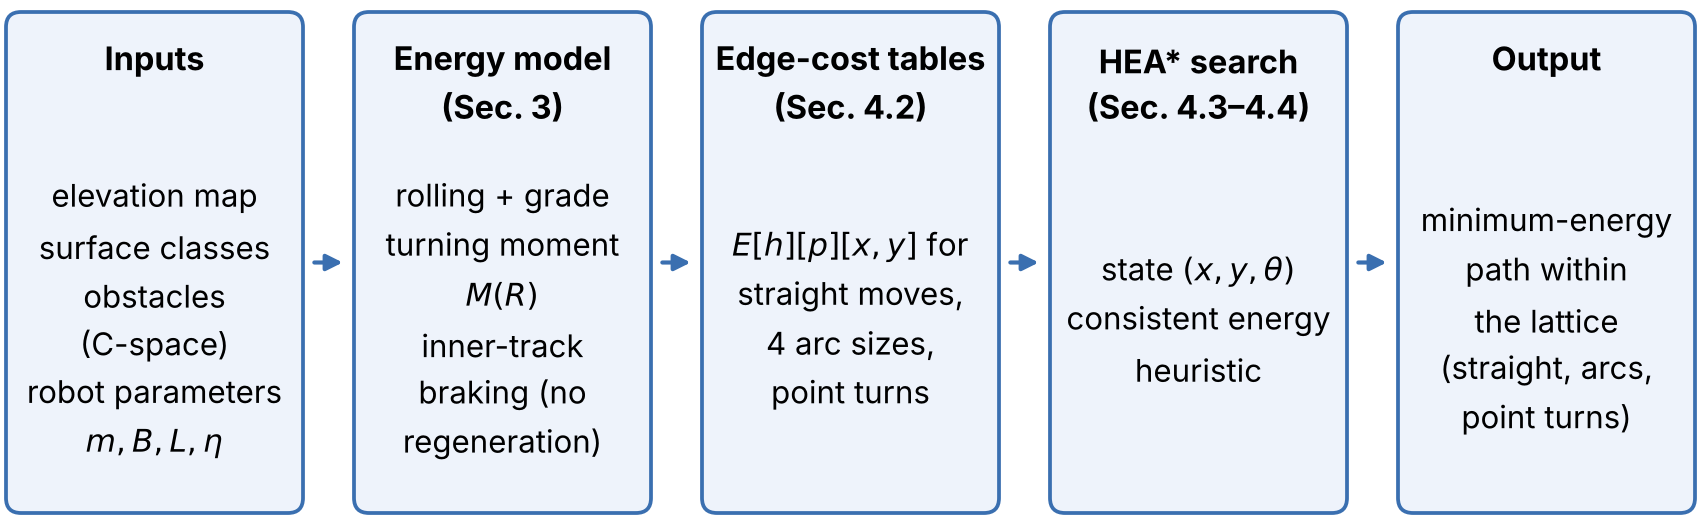 Inputs
elevation map
surface classes
obstacles
(C-space)
robot parameters
m, B, L, η
Energy model
(Sec. 3)
rolling + grade
turning moment
M(R)
inner-track
braking (no
regeneration)
Edge-cost tables
(Sec. 4.2)
E[h][p][x, y] for
straight moves,
4 arc sizes,
point turns
HEA* search
(Sec. 4.3–4.4)
state (x, y, θ)
consistent energy
heuristic
Output
minimum-energy
path within
the lattice
(straight, arcs,
point turns)